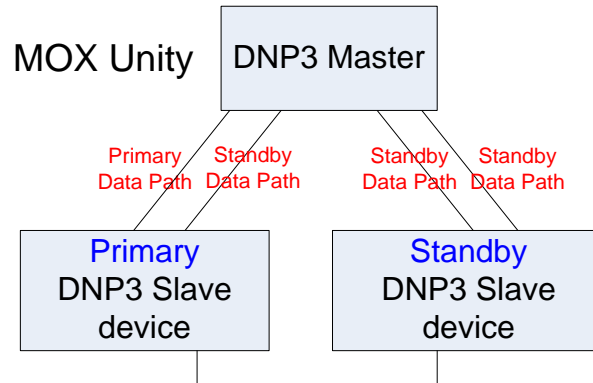 MOX Unity
DNP3 Master
Primary
Data Path
Standby
Data Path
Standby
Data Path
Standby
Data Path
Primary
DNP3 Slave
device
Standby
DNP3 Slave
device